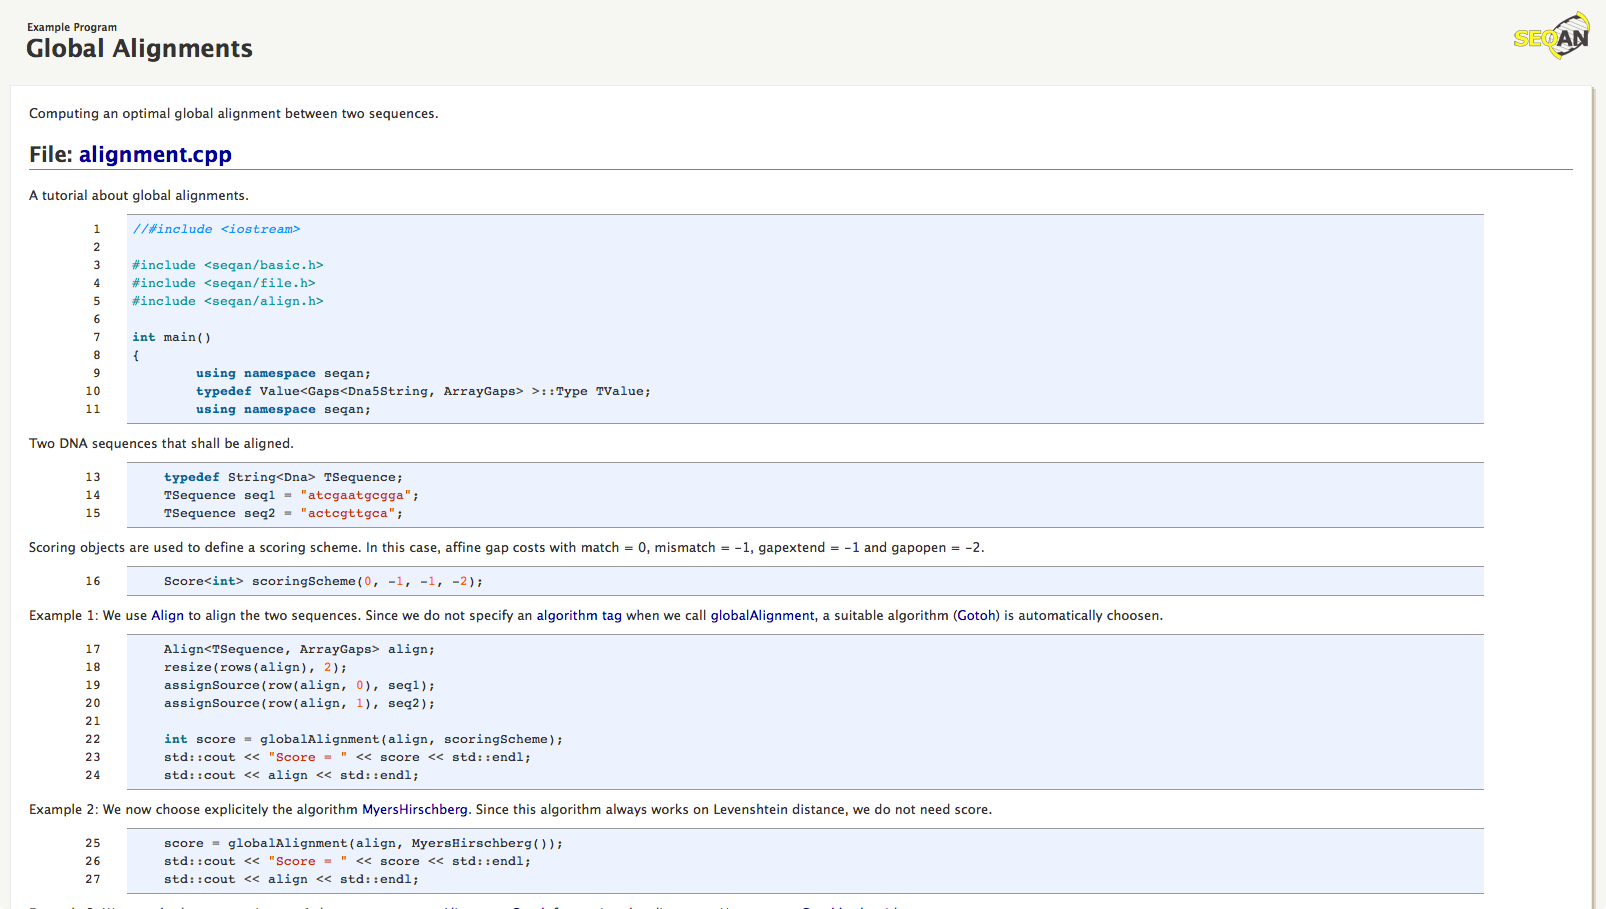 Example Program
Global Alignments
SEQAN
Computing an optimal global alignment between two sequences.
File: alignment.cpp
A tutorial about global alignments.
1 //#include <iostream>
2
3 #include <seqan/basic.h>
4 #include <seqan/file.h>
5 #include <seqan/align.h>
6
7 int main()
8 {
9 using namespace seqan;
10 typedef Value<Gaps<Dna5String, ArrayGaps> >::Type TValue;
11 using namespace seqan;
Two DNA sequences that shall be aligned.
13 typedef String<Dna> TSequence;
14 TSequence seq1 = "atcgaatgcgga";
15 TSequence seq2 = "actcgttgca";
Scoring objects are used to define a scoring scheme. In this case, affine gap costs with match = 0, mismatch = -1, gapextend = -1 and gapopen = -2.
16 Score<int> scoringScheme(0, -1, -1, -2);
Example 1: We use Align to align the two sequences. Since we do not specify an algorithm tag when we call globalAlignment, a suitable algorithm (Gotoh) is automatically choosen.
17 Align<TSequence, ArrayGaps> align;
18 resize(rows(align), 2);
19 assignSource(row(align, 0), seq1);
20 assignSource(row(align, 1), seq2);
21
22 int score = globalAlignment(align, scoringScheme);
23 std::cout << "Score = " << score << std::endl;
24 std::cout << align << std::endl;
Example 2: We now choose explicitely the algorithm MyersHirschberg. Since this algorithm always works on Levenshtein distance, we do not need score.
25 score = globalAlignment(align, MyersHirschberg());
26 std::cout << "Score = " << score << std::endl;
27 std::cout << align << std::endl;